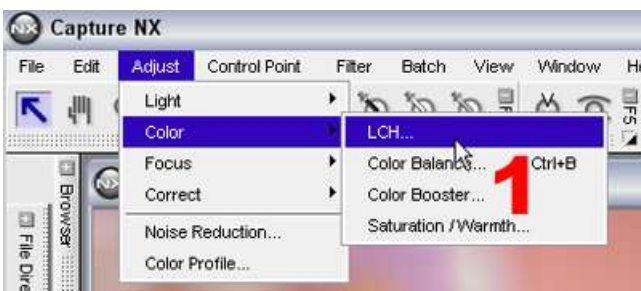 Capture NX
File Edit Adjust Control Point Filter Batch View Window
Light
Color
Focus
Correct
Noise Reduction...
Color Profile...
LCH...
Color Balance... Ctrl+B
Color Booster...
Saturation / Warmth...
1
F5
Browser
File Dire